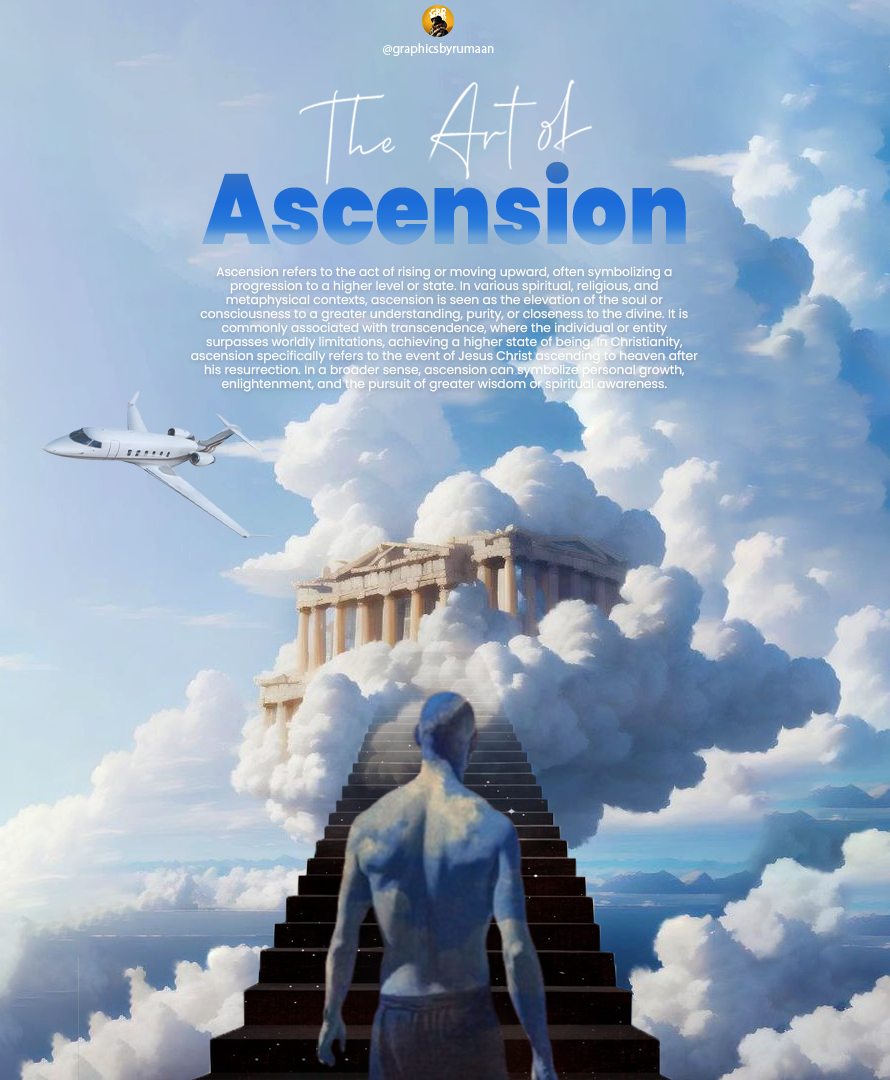 @graphicsbyrumaan
The Art of
Ascension
Ascension refers to the act of rising or moving upward, often symbolizing a
progression to a higher level or state. In various spiritual, religious, and
metaphysical contexts, ascension is seen as the elevation of the soul or
consciousness to a greater understanding, purity, or closeness to the divine. It is
commonly associated with transcendence, where the individual or entity
surpasses worldly limitations, achieving a higher state of being. In Christianity,
ascension specifically refers to the event of Jesus Christ ascending to heaven after
his resurrection. In a broader sense, ascension can symbolize personal growth,
enlightenment, and the pursuit of greater wisdom or spiritual awareness.